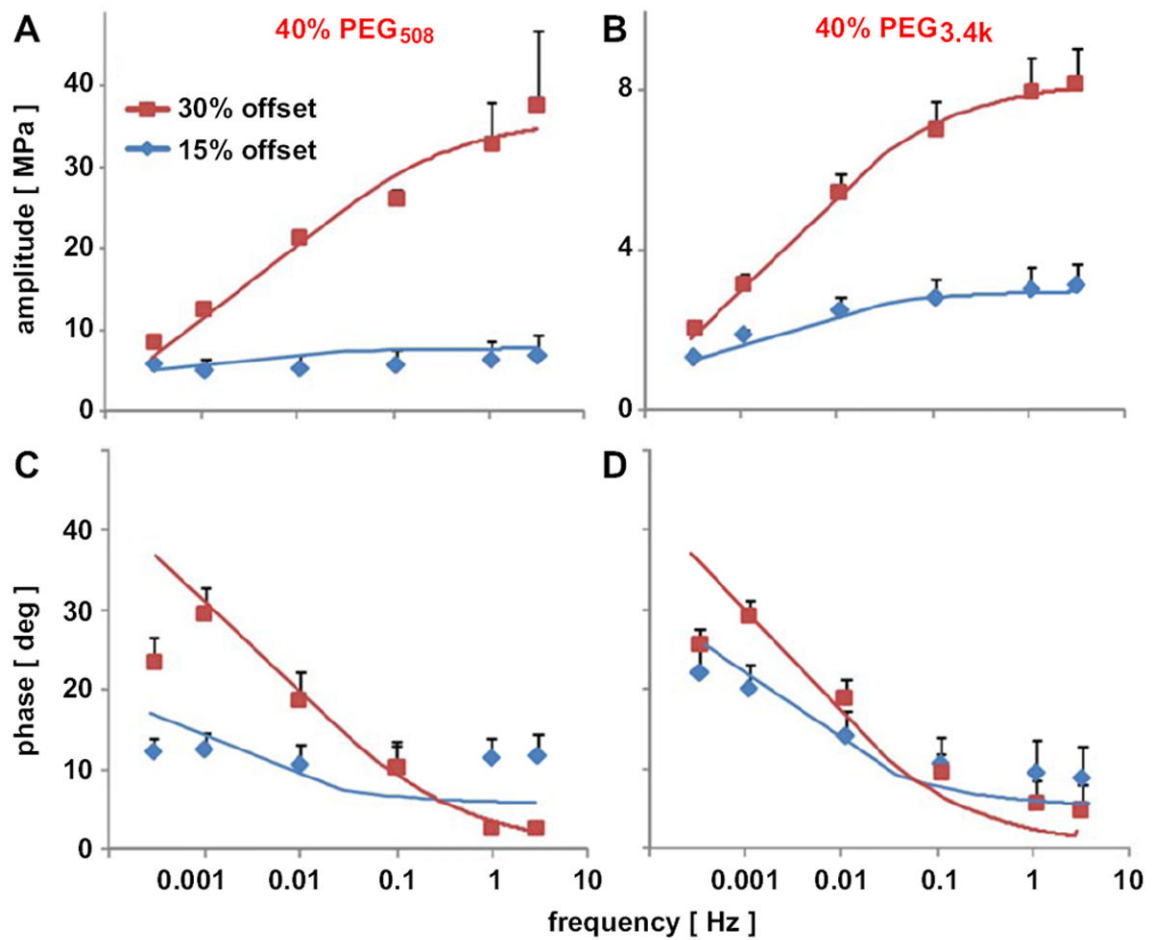 A
40% PEG508
B
40% PEG3.4k
amplitude [ MPa ]
40
30
20
10
0
30% offset
15% offset
8
4
0
C
D
phase [ deg ]
40
30
20
10
0
0.001 0.01 0.1 1 10
0.001 0.01 0.1 1 10
frequency [ Hz ]